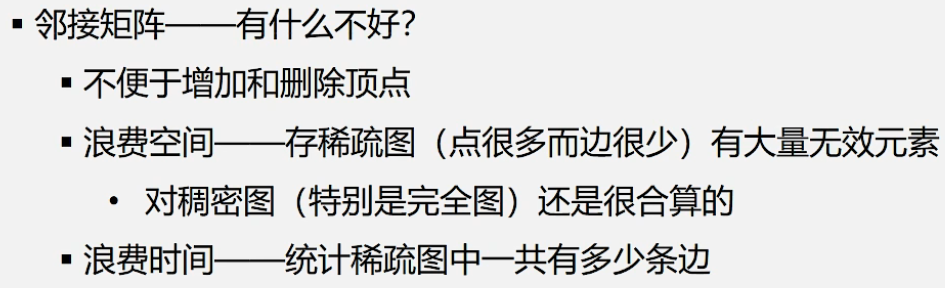 ▪ 邻接矩阵——有什么不好？
▪ 不便于增加和删除顶点
▪ 浪费空间——存稀疏图（点很多而边很少）有大量无效元素
• 对稠密图（特别是完全图）还是很合算的
▪ 浪费时间——统计稀疏图中一共有多少条边